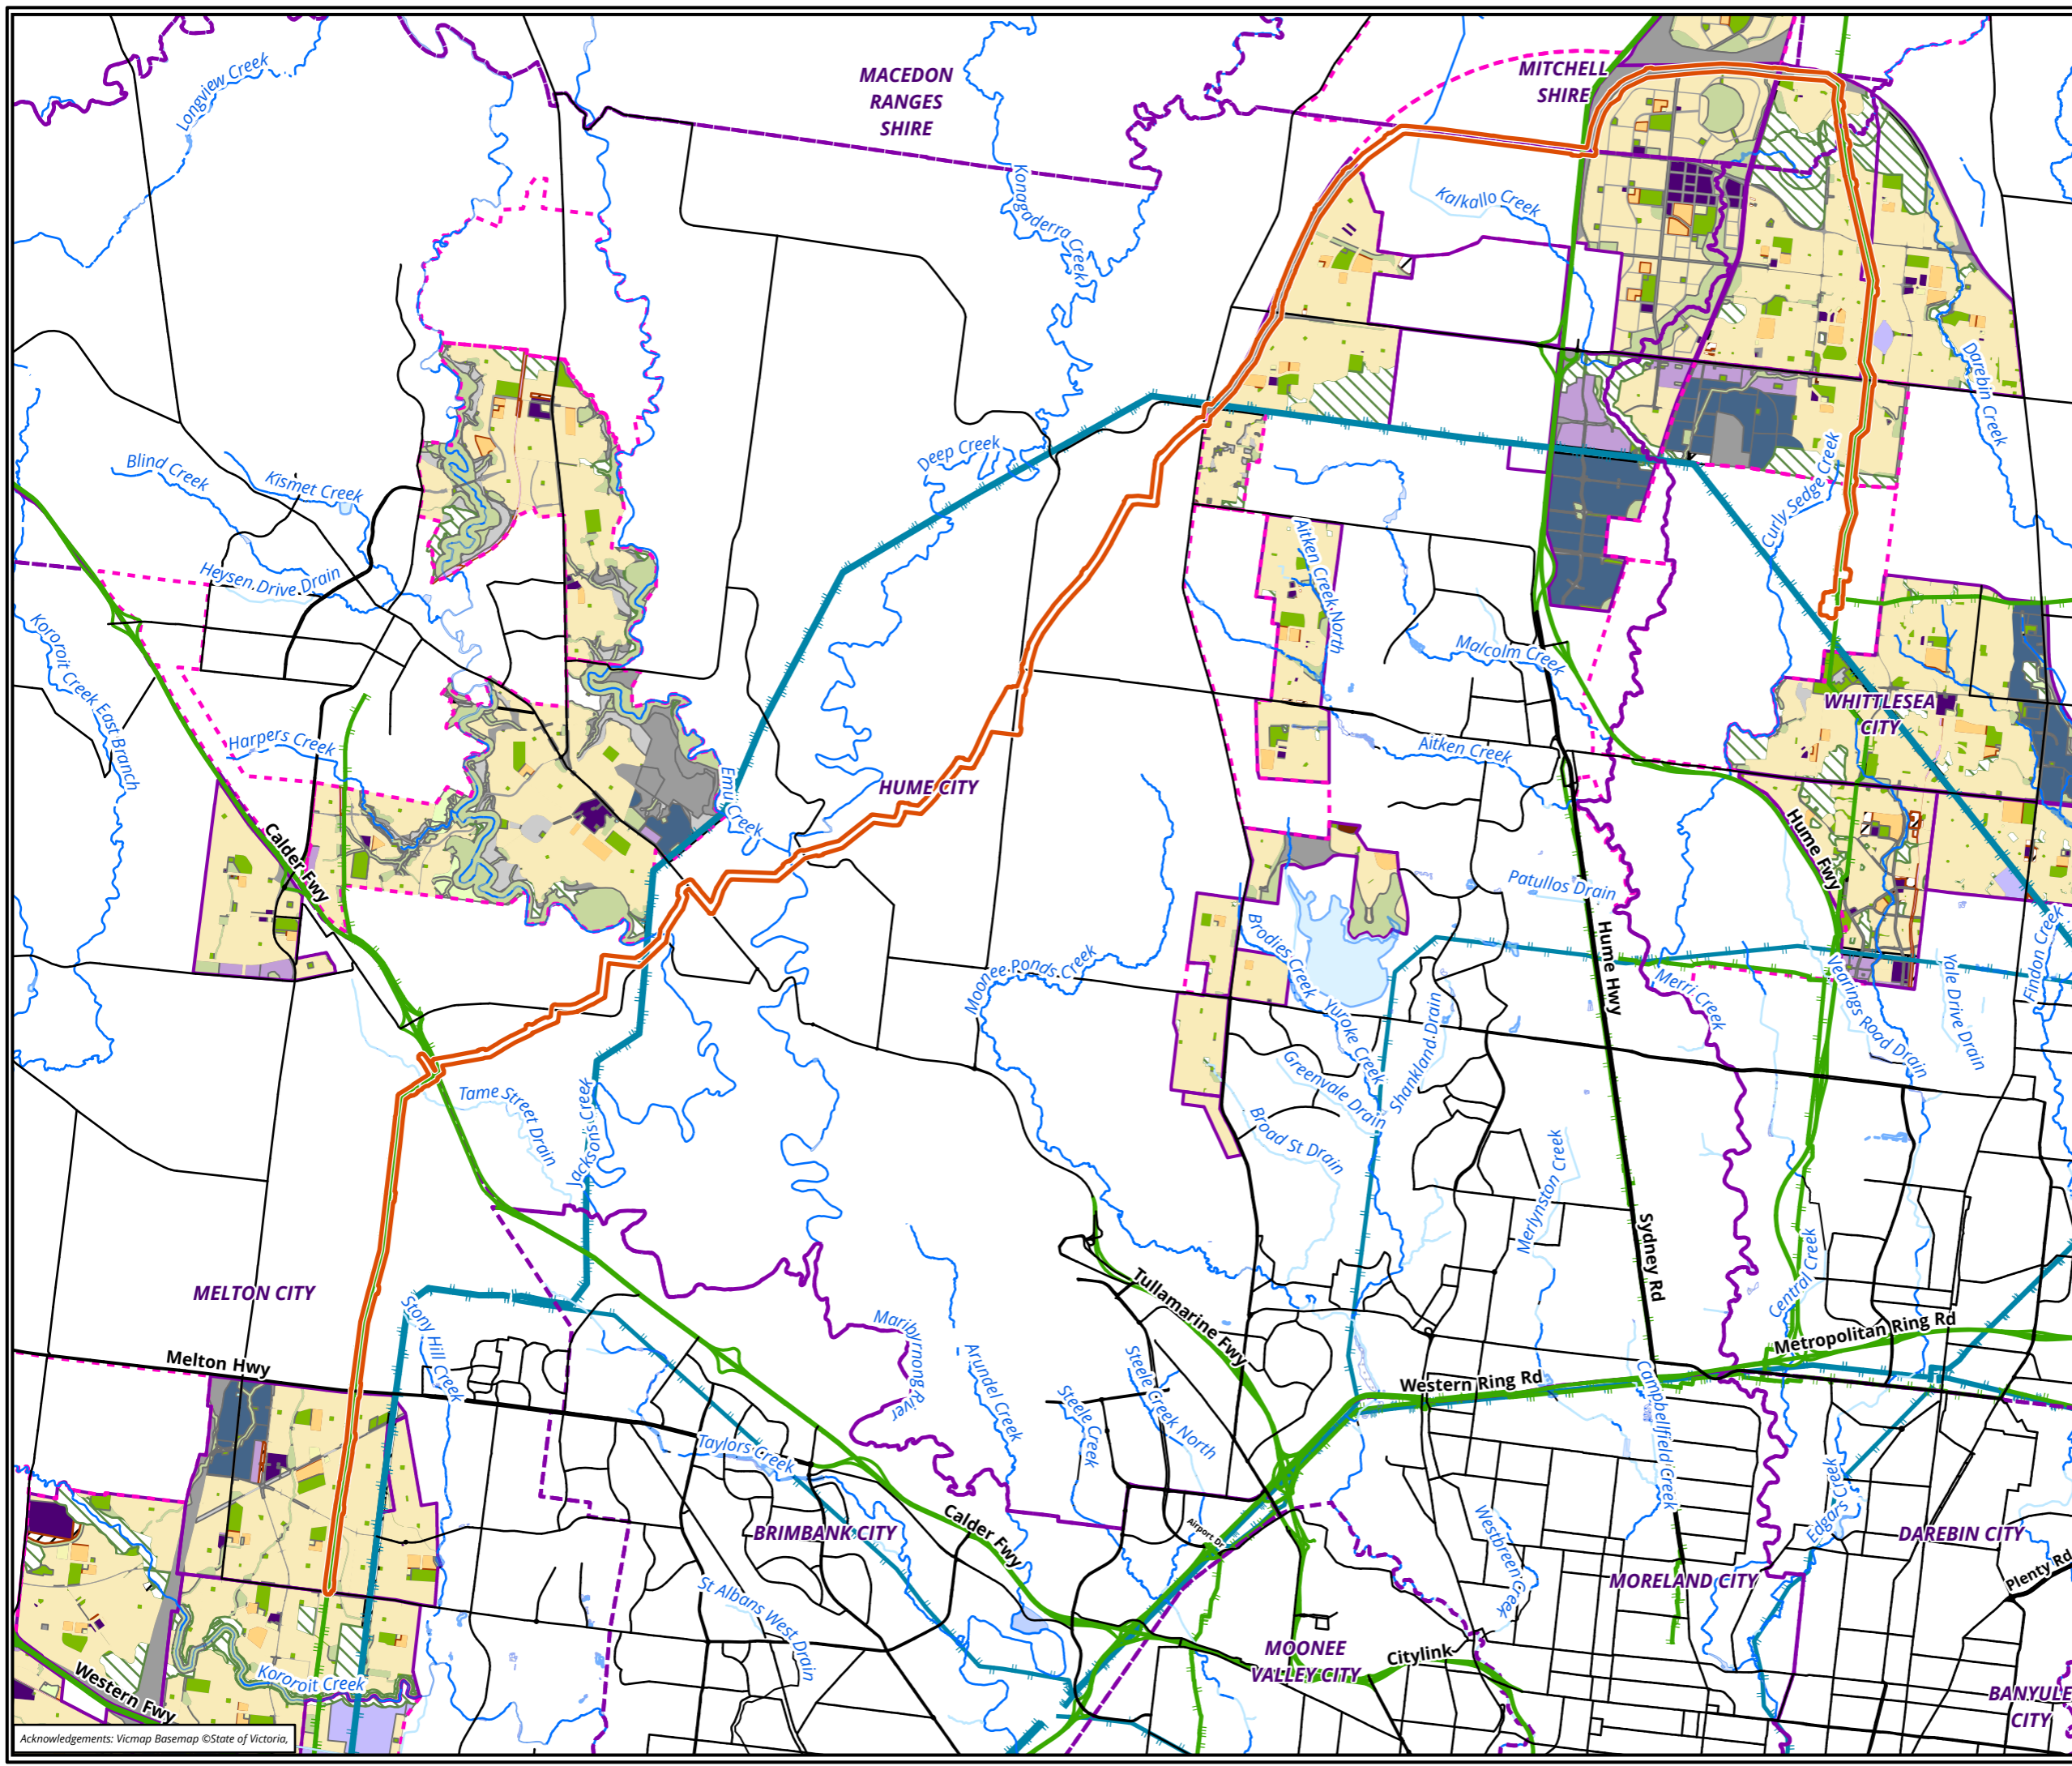 MACEDON
RANGES
SHIRE
MITCHELL
SHIRE
Longview Creek
Konagaderra Creek
Kalkallo Creek
Darebin Creek
Deep Creek
Blind Creek
Kismet Creek
Curly Sedge Creek
Aitken Creek North
Heysen Drive Drain
Kororoit Creek East Branch
Malcolm Creek
WHITTLESEA
CITY
Harpers Creek
Aitken Creek
Emu Creek
HUME CITY
Calder Fwy
Hume Fwy
Patullos Drain
Hume Hwy
Brodies Creek
Moonee Ponds Creek
Merri Creek
Findon Creek
Yale Drive Drain
Nearings Road Drain
Yuroke Creek
Shankland Drain
Greenvale Drain
Tame Street Drain
Jacksons Creek
Broad St Drain
Merlynston Creek
Sydney Rd
Central Creek
MELTON CITY
Stony Hill Creek
Tullamarine Fwy
Maribyrnong River
Metropolitan Ring Rd
Melton Hwy
Arundel Creek
Steele Creek North
Steele Creek
Western Ring Rd
Campbellfield Creek
Taylors Creek
Edgars Creek
Westbreen Creek
Airport Dr
Calder Fwy
BRIMBANK CITY
DAREBIN CITY
Plenty Rd
MORELAND CITY
St Albans West Drain
MOONEE
VALLEY CITY
Citylink
Kororoit Creek
Western Fwy
BANYULE
CITY
Acknowledgements: Vicmap Basemap ©State of Victoria,